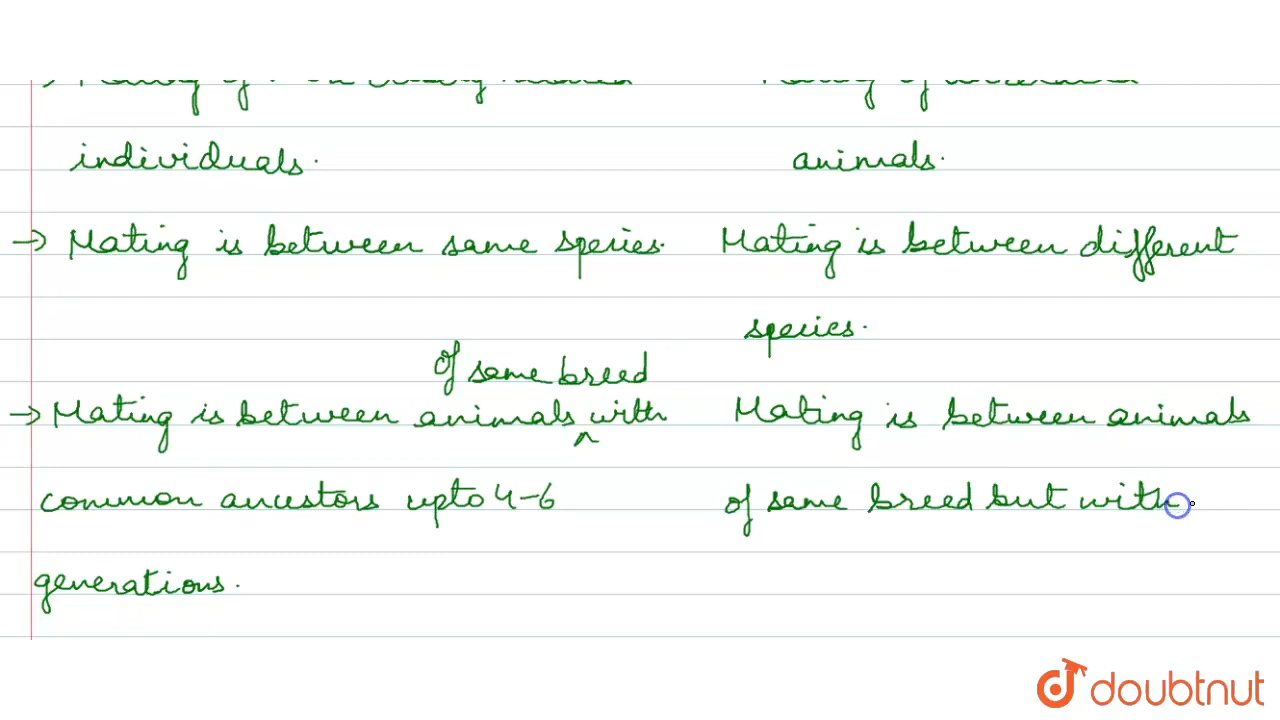 individuals. animals.
→ Mating is between same species. Mating is between different
species.
of same breed
→ Mating is between animals ^ with Mating is between animals
common ancestors upto 4-6 of same breed but with
generations.
doubtnut